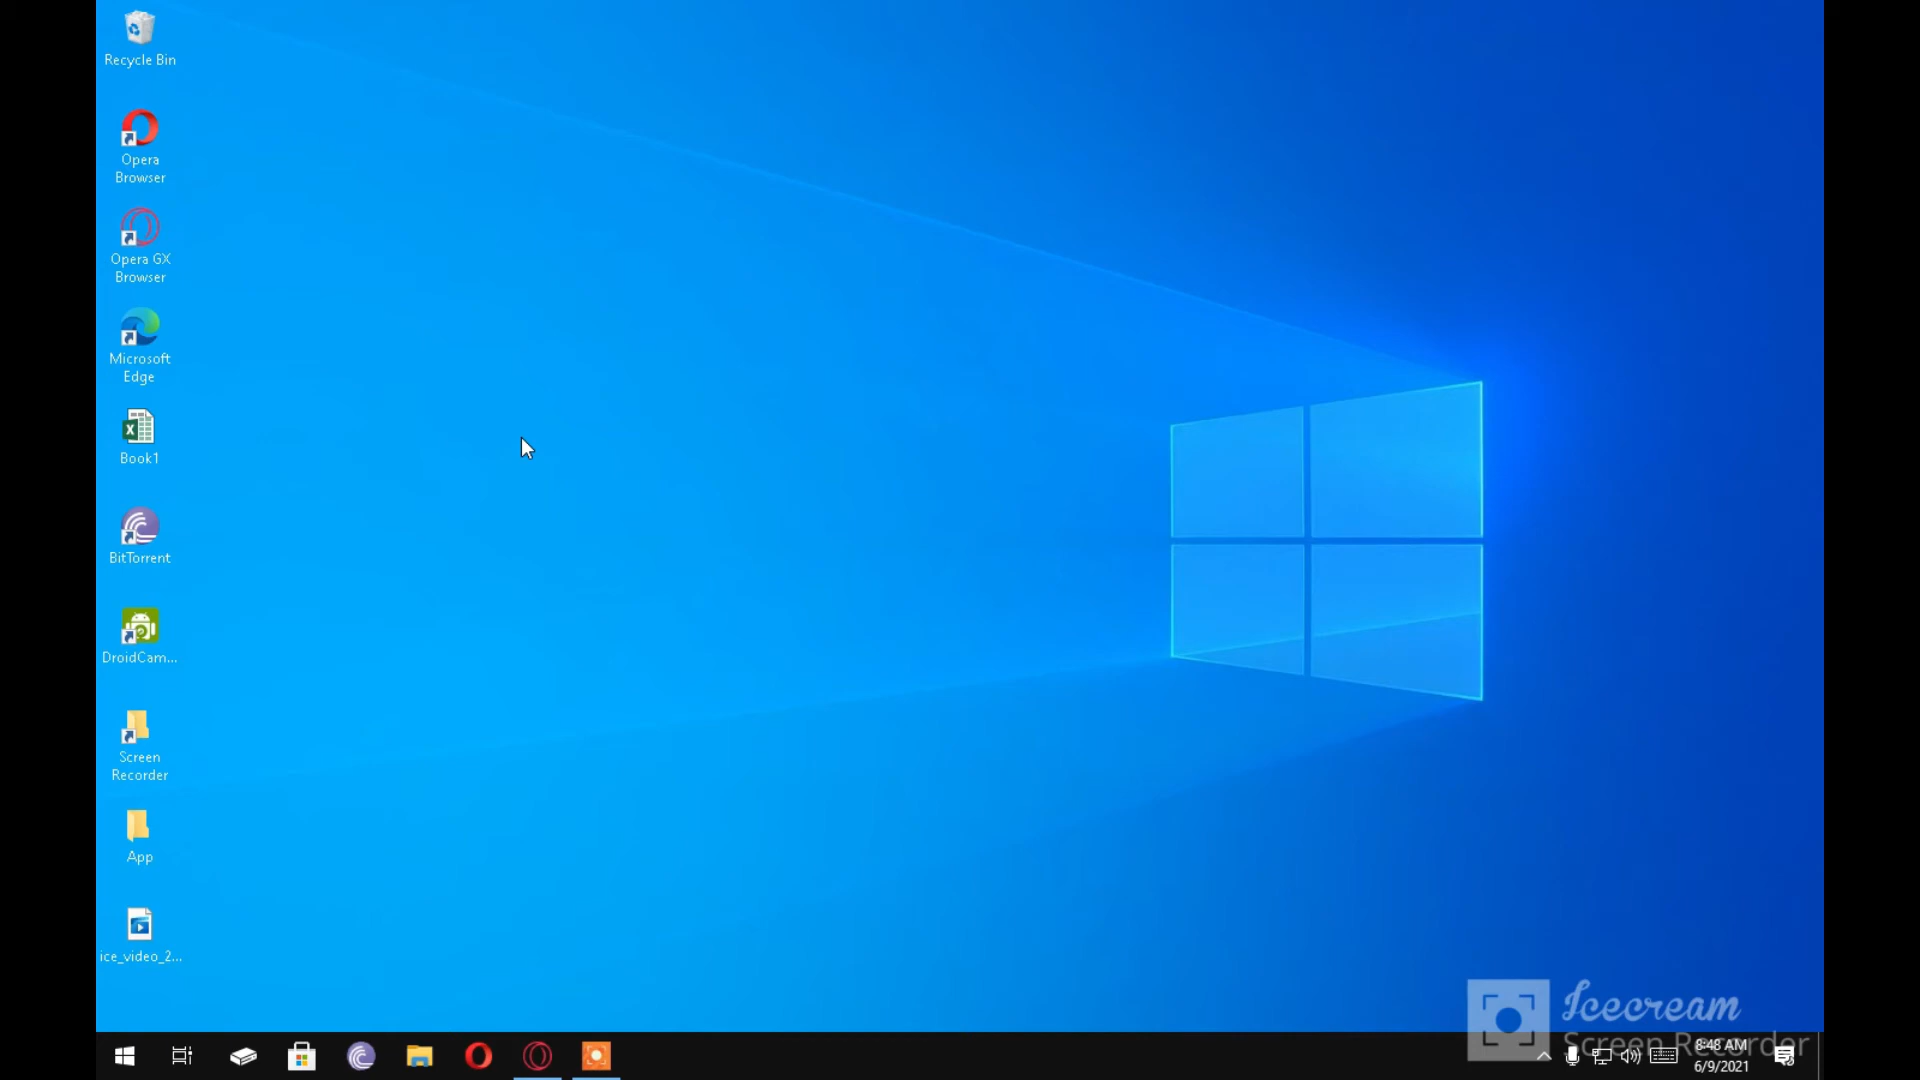 Recycle Bin
Opera
Browser
Opera GX
Browser
Microsoft
Edge
Book1
BitTorrent
DroidCam...
Screen
Recorder
App
ice_video_2...
Icecream
Screen Recorder
8:48 AM
6/9/2021